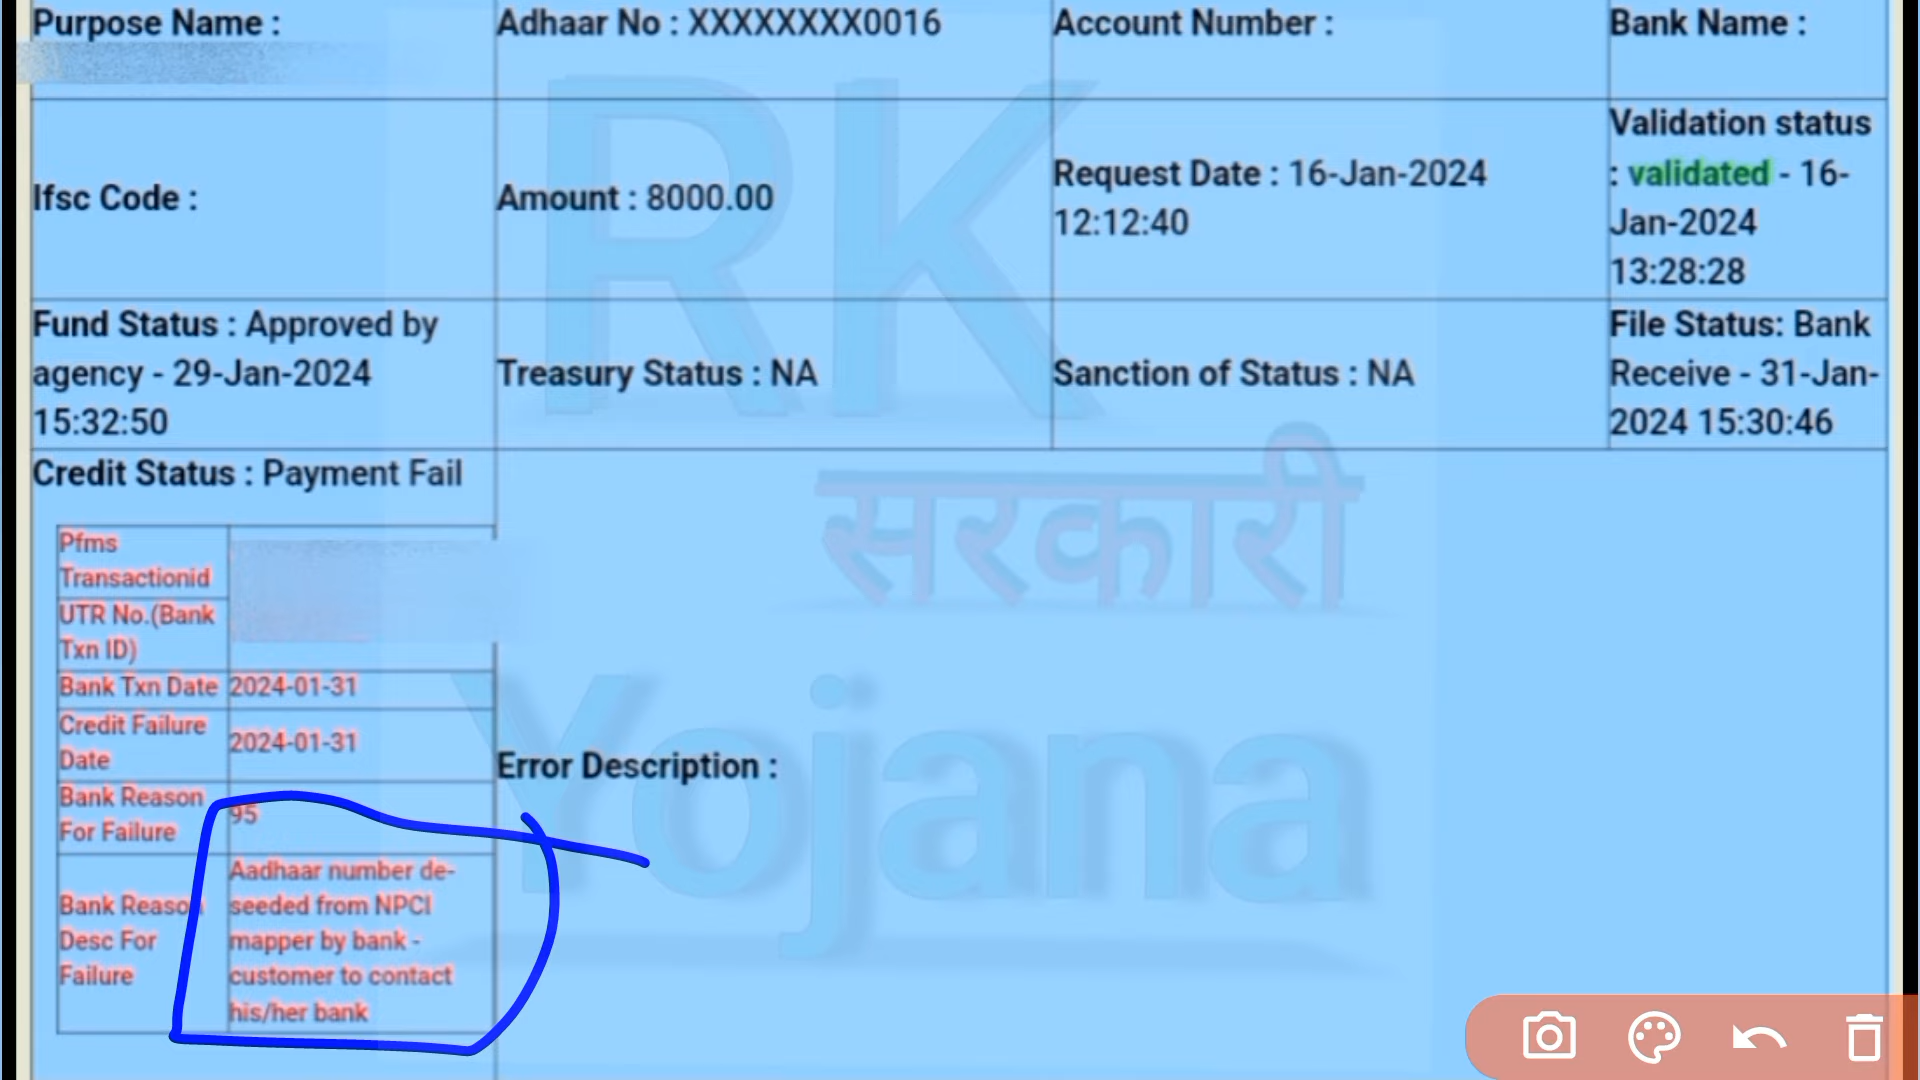 Purpose Name :
Adhaar No : XXXXXXXX0016
Account Number :
Bank Name :
Ifsc Code :
Amount : 8000.00
Request Date : 16-Jan-2024
12:12:40
Validation status
: validated - 16-
Jan-2024
13:28:28
Fund Status : Approved by
agency - 29-Jan-2024
15:32:50
Treasury Status : NA
Sanction of Status : NA
File Status: Bank
Receive - 31-Jan-
2024 15:30:46
Credit Status : Payment Fail
Pfms
Transactionid
UTR No.(Bank
Txn ID)
Bank Txn Date 2024-01-31
Credit Failure
Date
2024-01-31
Bank Reason
For Failure
95
Bank Reason
Desc For
Failure
Aadhaar number de-
seeded from NPCI
mapper by bank -
customer to contact
his/her bank
Error Description :
RK
सरकारी
Yojana